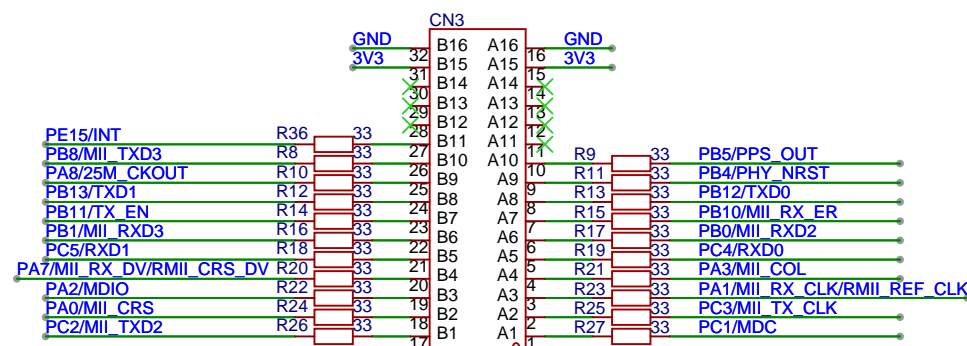 CN3
GND 32 B16 A16 16 GND
3V3 31 B15 A15 15 3V3
30 B14 A14 14
29 B13 A13 13
28 B12 A12 12
PE15/INT R36 33 27 B11 A11 11
PB8/MII_TXD3 R8 33 26 B10 A10 10 R9 33 PB5/PPS_OUT
PA8/25M_CKOUT R10 33 25 B9 A9 9 R11 33 PB4/PHY_NRST
PB13/TXD1 R12 33 24 B8 A8 8 R13 33 PB12/TXD0
PB11/TX_EN R14 33 23 B7 A7 7 R15 33 PB10/MII_RX_ER
PB1/MII_RXD3 R16 33 22 B6 A6 6 R17 33 PB0/MII_RXD2
PC5/RXD1 R18 33 21 B5 A5 5 R19 33 PC4/RXD0
PA7/MII_RX_DV/RMII_CRS_DV R20 33 20 B4 A4 4 R21 33 PA3/MII_COL
PA2/MDIO R22 33 19 B3 A3 3 R23 33 PA1/MII_RX_CLK/RMII_REF_CLK
PA0/MII_CRS R24 33 18 B2 A2 2 R25 33 PC3/MII_TX_CLK
PC2/MII_TXD2 R26 33 17 B1 A1 1 R27 33 PC1/MDC